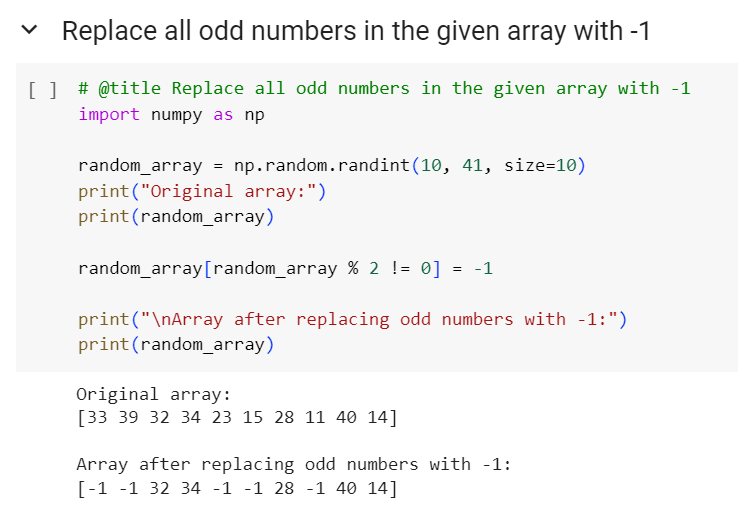 Replace all odd numbers in the given array with -1
[ ] # @title Replace all odd numbers in the given array with -1
import numpy as np
random_array = np.random.randint(10, 41, size=10)
print("Original array:")
print(random_array)
random_array[random_array % 2 != 0] = -1
print("\nArray after replacing odd numbers with -1:")
print(random_array)
Original array:
[33 39 32 34 23 15 28 11 40 14]
Array after replacing odd numbers with -1:
[-1 -1 32 34 -1 -1 28 -1 40 14]